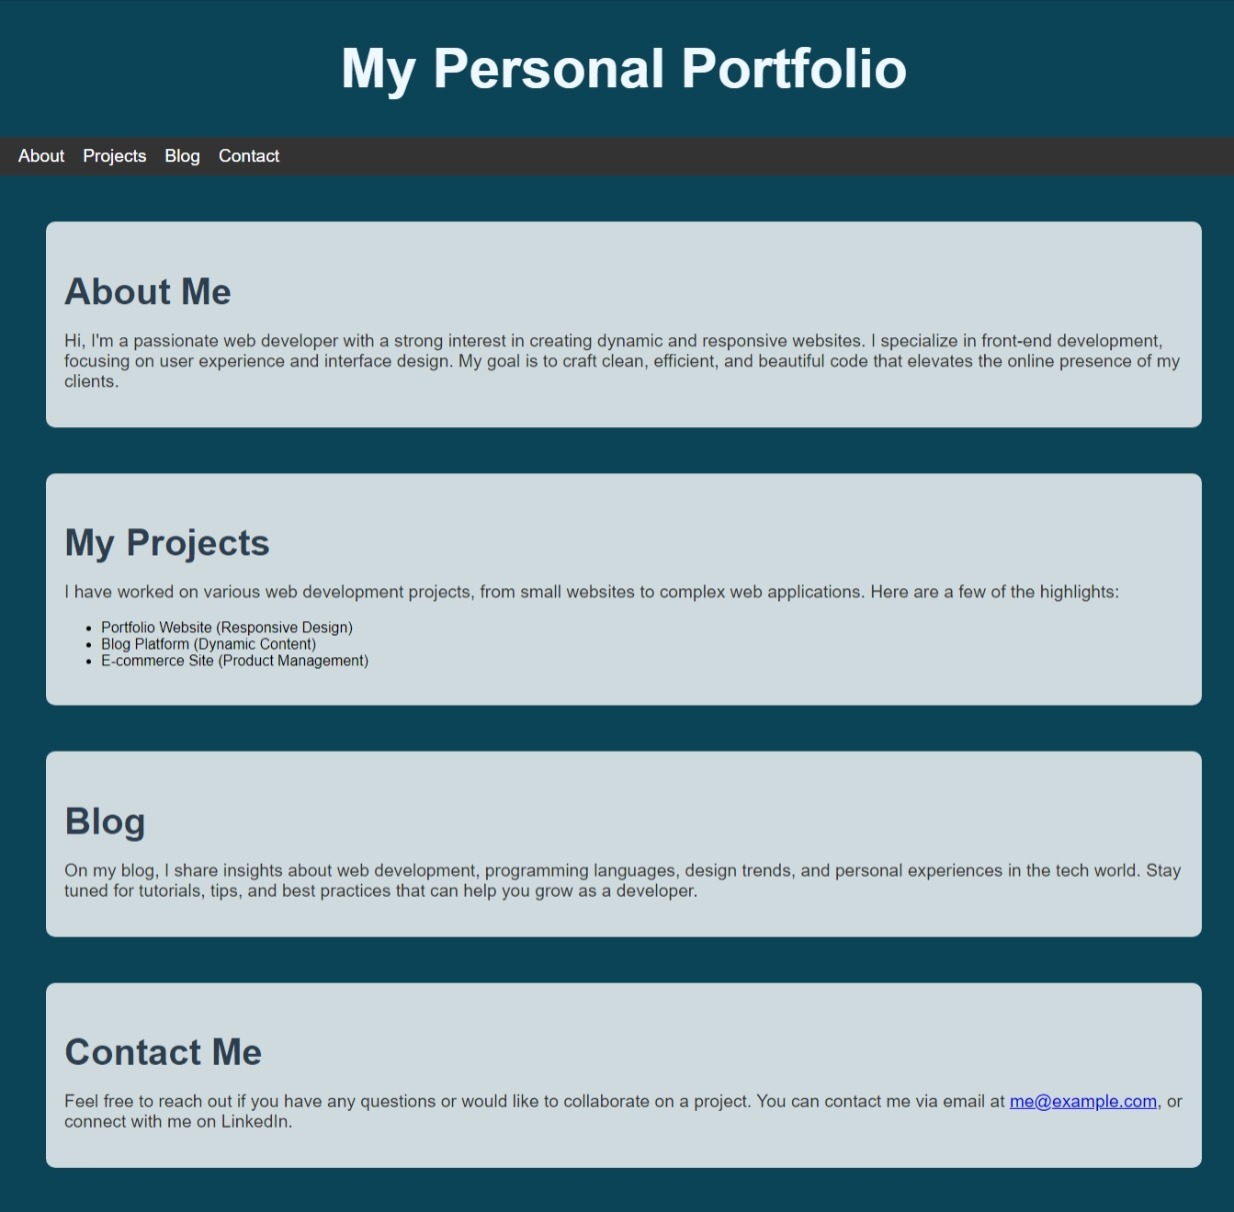 My Personal Portfolio
About Projects Blog Contact
About Me
Hi, I'm a passionate web developer with a strong interest in creating dynamic and responsive websites. I specialize in front-end development,
focusing on user experience and interface design. My goal is to craft clean, efficient, and beautiful code that elevates the online presence of my
clients.
My Projects
I have worked on various web development projects, from small websites to complex web applications. Here are a few of the highlights:
• Portfolio Website (Responsive Design)
• Blog Platform (Dynamic Content)
• E-commerce Site (Product Management)
Blog
On my blog, I share insights about web development, programming languages, design trends, and personal experiences in the tech world. Stay
tuned for tutorials, tips, and best practices that can help you grow as a developer.
Contact Me
Feel free to reach out if you have any questions or would like to collaborate on a project. You can contact me via email at me@example.com, or
connect with me on LinkedIn.